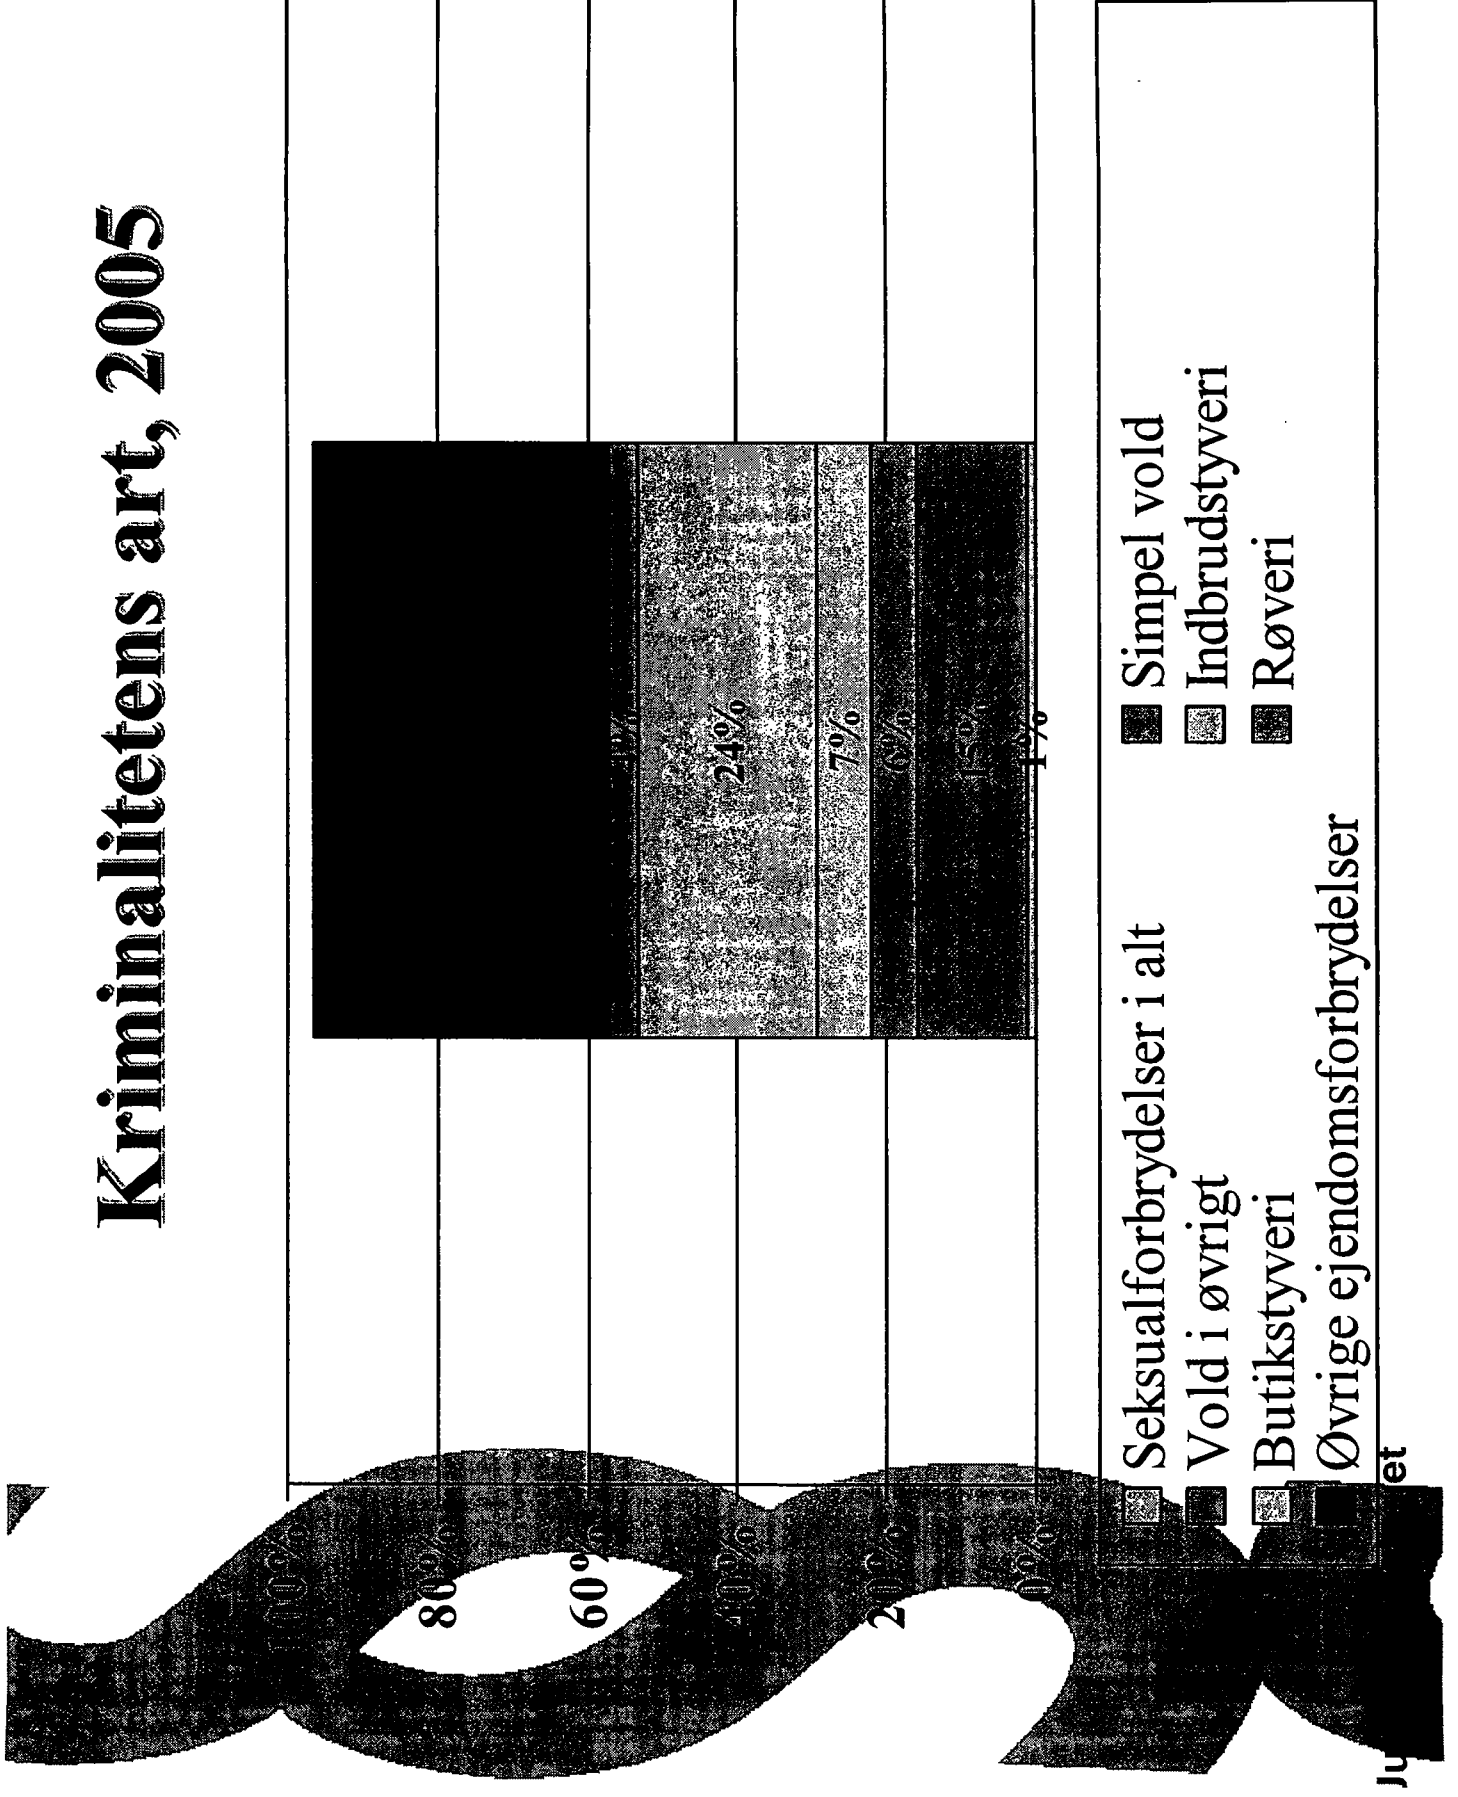 Kriminalitetens art, 2005
100%
80%
60%
40%
20%
0%
24%
7%
6%
15%
1%
Seksualforbrydelser i alt
Simpel vold
Vold i øvrigt
Indbrudstyveri
Butikstyveri
Røveri
Øvrige ejendomsforbrydelser